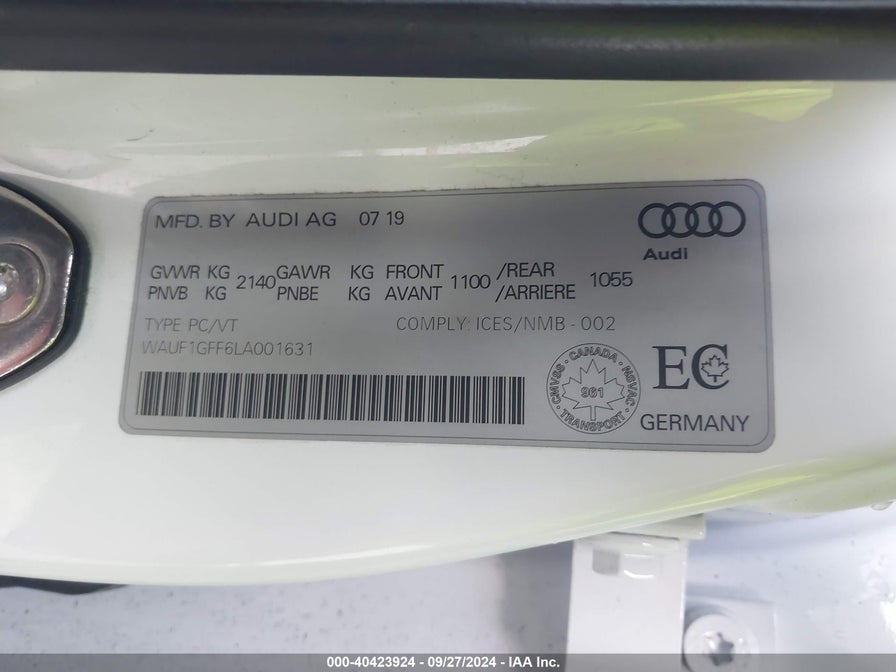 MFD. BY AUDI AG 07 19
Audi
GVWR KG 2140 GAWR KG FRONT 1100 /REAR 1055
PNVB KG PNBE KG AVANT /ARRIERE
TYPE PC/VT COMPLY: ICES/NMB - 002
WAUF1GFF6LA001631
CMVSS - CANADA - NSVAC - TRANSPORT
961
EC
GERMANY
000-40423924 - 09/27/2024 - IAA Inc.